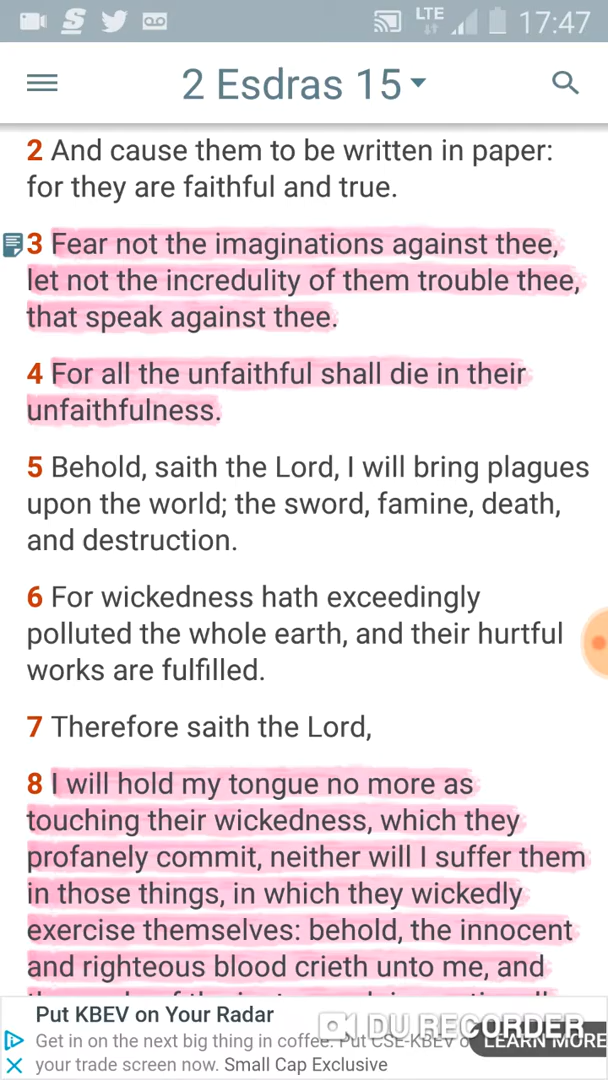 LTE 17:47
2 Esdras 15
2 And cause them to be written in paper:
for they are faithful and true.
3 Fear not the imaginations against thee,
let not the incredulity of them trouble thee,
that speak against thee.
4 For all the unfaithful shall die in their
unfaithfulness.
5 Behold, saith the Lord, I will bring plagues
upon the world; the sword, famine, death,
and destruction.
6 For wickedness hath exceedingly
polluted the whole earth, and their hurtful
works are fulfilled.
7 Therefore saith the Lord,
8 I will hold my tongue no more as
touching their wickedness, which they
profanely commit, neither will I suffer them
in those things, in which they wickedly
exercise themselves: behold, the innocent
and righteous blood crieth unto me, and
Put KBEV on Your Radar
Get in on the next big thing in coffee. Put CSE-KBEV o
DU RECORDER
LEARN MORE
your trade screen now. Small Cap Exclusive